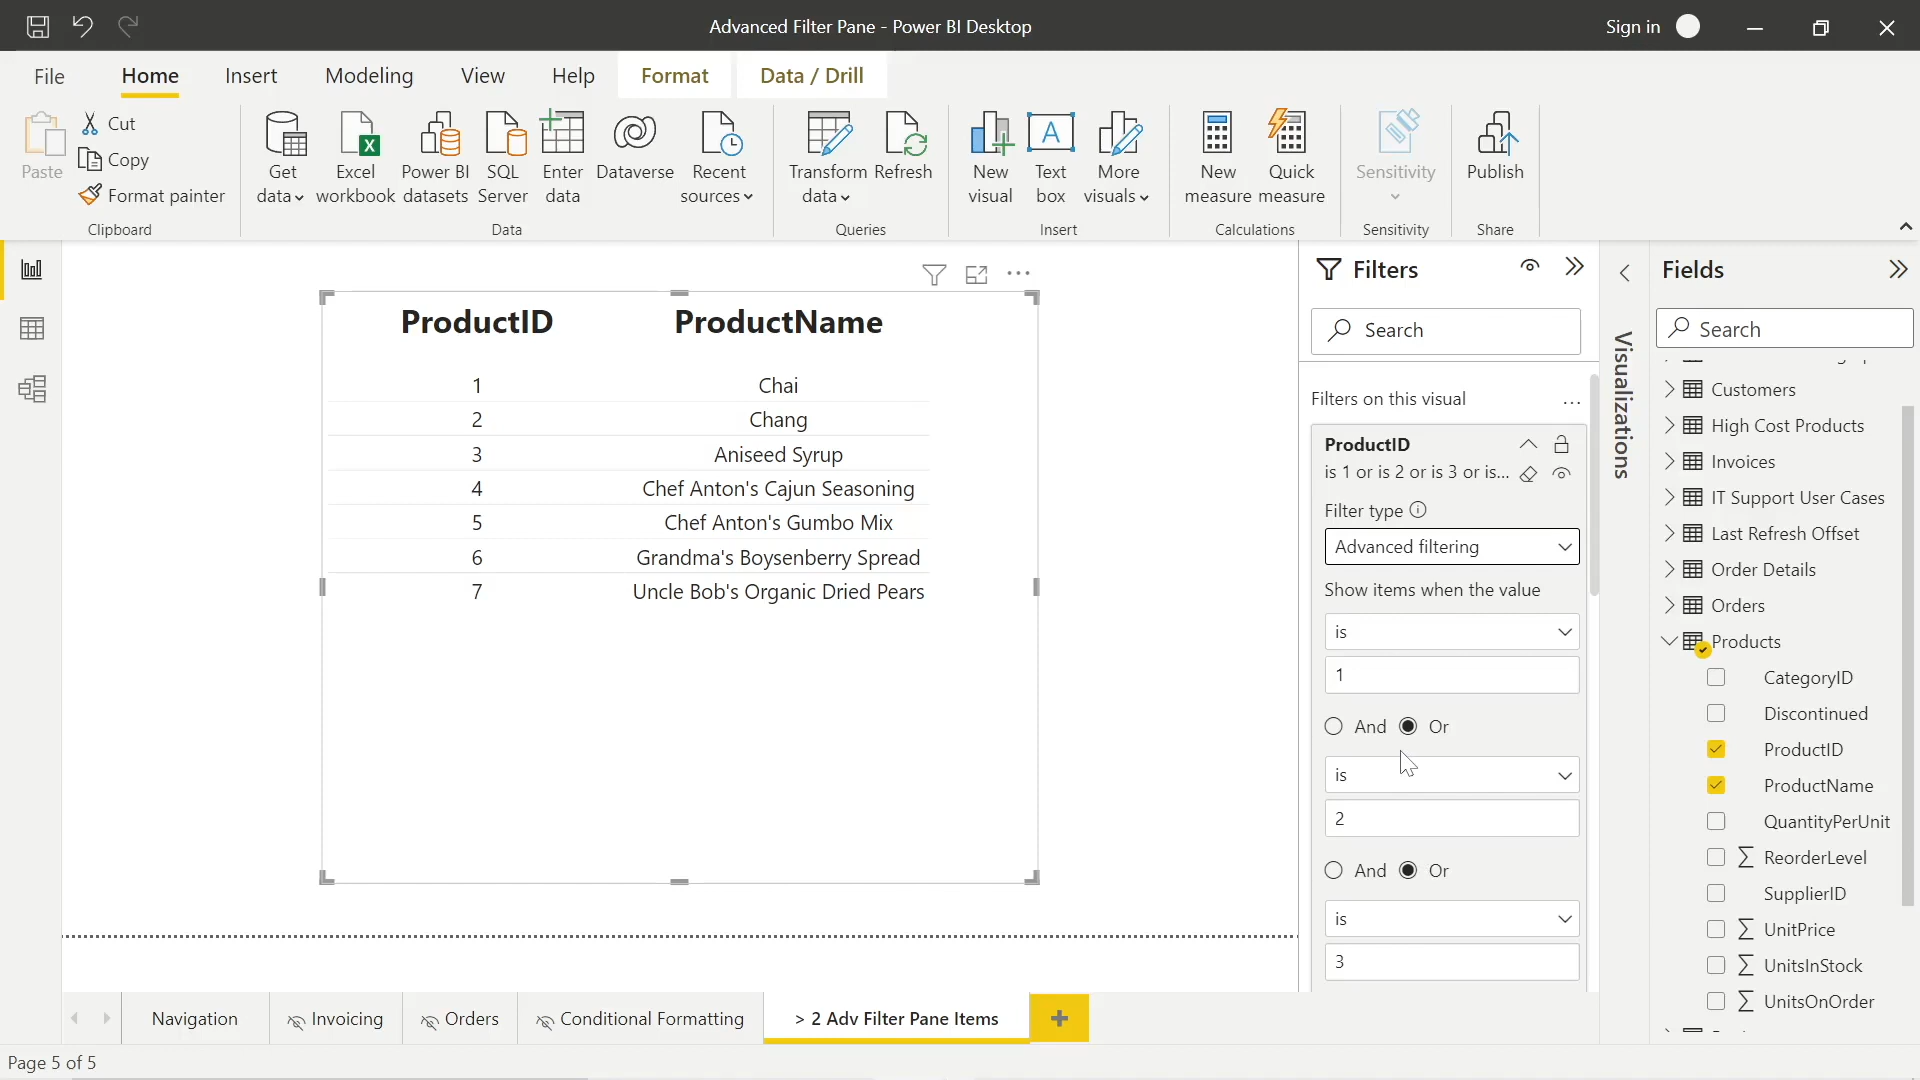 Advanced Filter Pane - Power BI Desktop
Sign in
File
Home
Insert
Modeling
View
Help
Format
Data / Drill
Paste
Cut
Copy
Format painter
Clipboard
Get data
Excel workbook
Power BI datasets
SQL Server
Enter data
Dataverse
Recent sources
Data
Transform data
Refresh
Queries
New visual
Text box
More visuals
Insert
New measure
Quick measure
Calculations
Sensitivity
Sensitivity
Publish
Share
ProductID ProductName
1 Chai
2 Chang
3 Aniseed Syrup
4 Chef Anton's Cajun Seasoning
5 Chef Anton's Gumbo Mix
6 Grandma's Boysenberry Spread
7 Uncle Bob's Organic Dried Pears
Filters
Search
Filters on this visual
...
ProductID
is 1 or is 2 or is 3 or is...
Filter type
Advanced filtering
Show items when the value
is
1
And Or
is
2
And Or
is
3
Visualizations
Fields
Search
Customers
High Cost Products
Invoices
IT Support User Cases
Last Refresh Offset
Order Details
Orders
Products
CategoryID
Discontinued
ProductID
ProductName
QuantityPerUnit
ReorderLevel
SupplierID
UnitPrice
UnitsInStock
UnitsOnOrder
Navigation
Invoicing
Orders
Conditional Formatting
> 2 Adv Filter Pane Items
Page 5 of 5